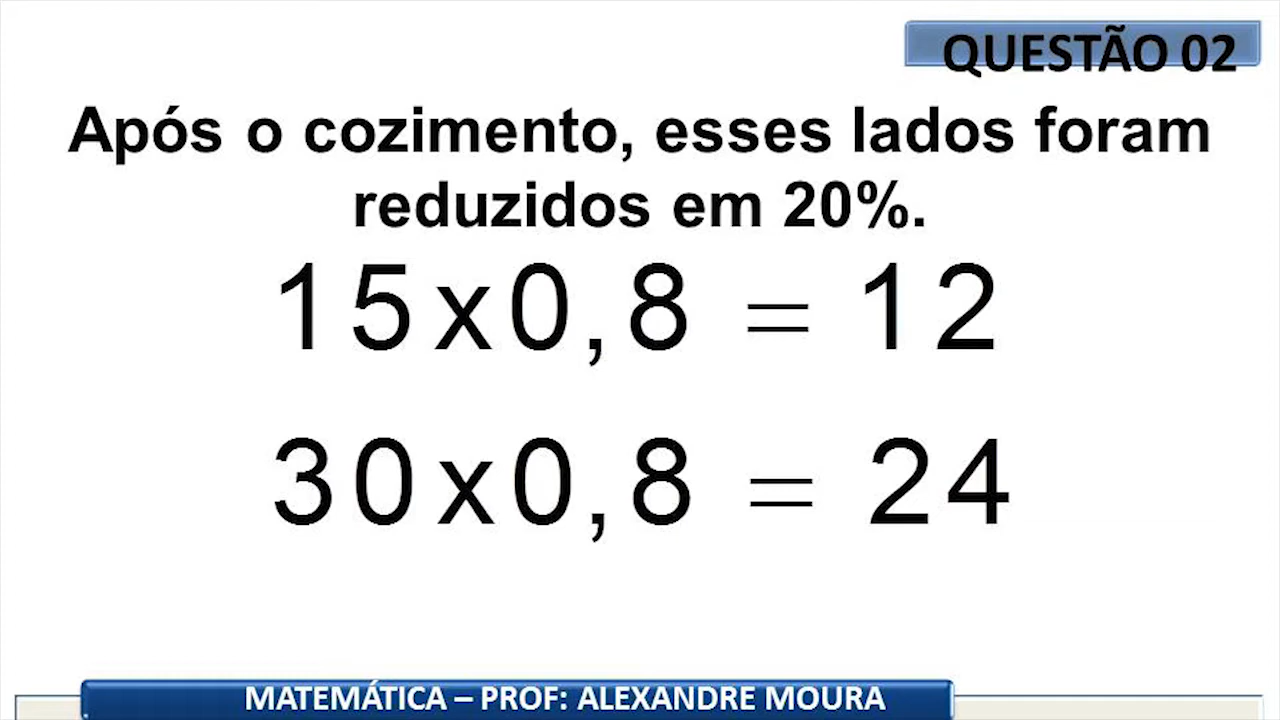 QUESTÃO 02
Após o cozimento, esses lados foram
reduzidos em 20%.
15x0,8 = 12
30x0,8 = 24
MATEMÁTICA – PROF: ALEXANDRE MOURA